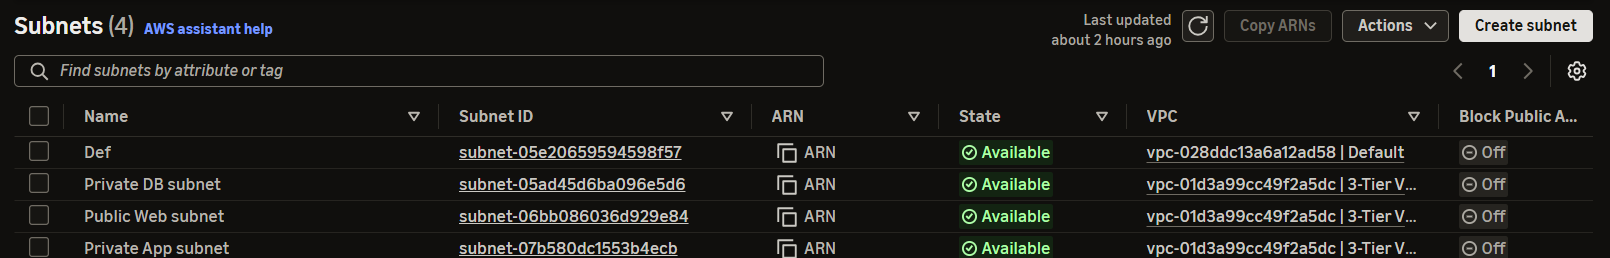 Subnets (4) AWS assistant help
Last updated
about 2 hours ago
Copy ARNs
Actions
Create subnet
Find subnets by attribute or tag
1
Name Subnet ID ARN State VPC Block Public A...
Def subnet-05e20659594598f57 ARN Available vpc-028ddc13a6a12ad58 | Default Off
Private DB subnet subnet-05ad45d6ba096e5d6 ARN Available vpc-01d3a99cc49f2a5dc | 3-Tier V... Off
Public Web subnet subnet-06bb086036d929e84 ARN Available vpc-01d3a99cc49f2a5dc | 3-Tier V... Off
Private App subnet subnet-07b580dc1553b4ecb ARN Available vpc-01d3a99cc49f2a5dc | 3-Tier V... Off